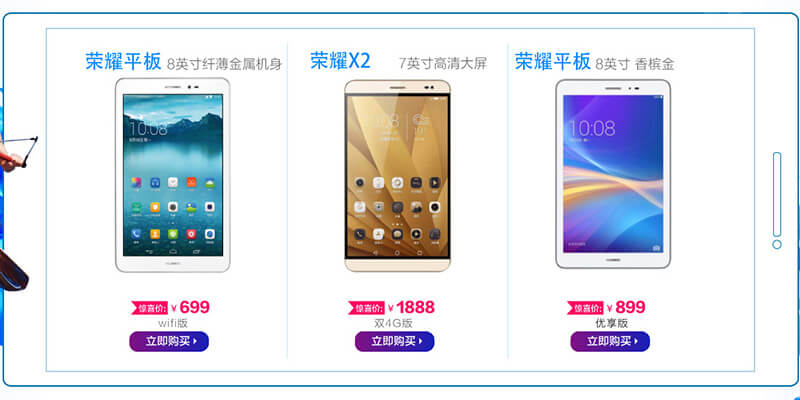 荣耀平板 8英寸纤薄金属机身
10:08
HUAWEI
惊喜价: ¥ 699
wifi版
立即购买
荣耀X2 7英寸高清大屏
惊喜价: ¥ 1888
双4G版
立即购买
荣耀平板 8英寸 香槟金
10:08
HUAWEI
惊喜价: ¥ 899
优享版
立即购买